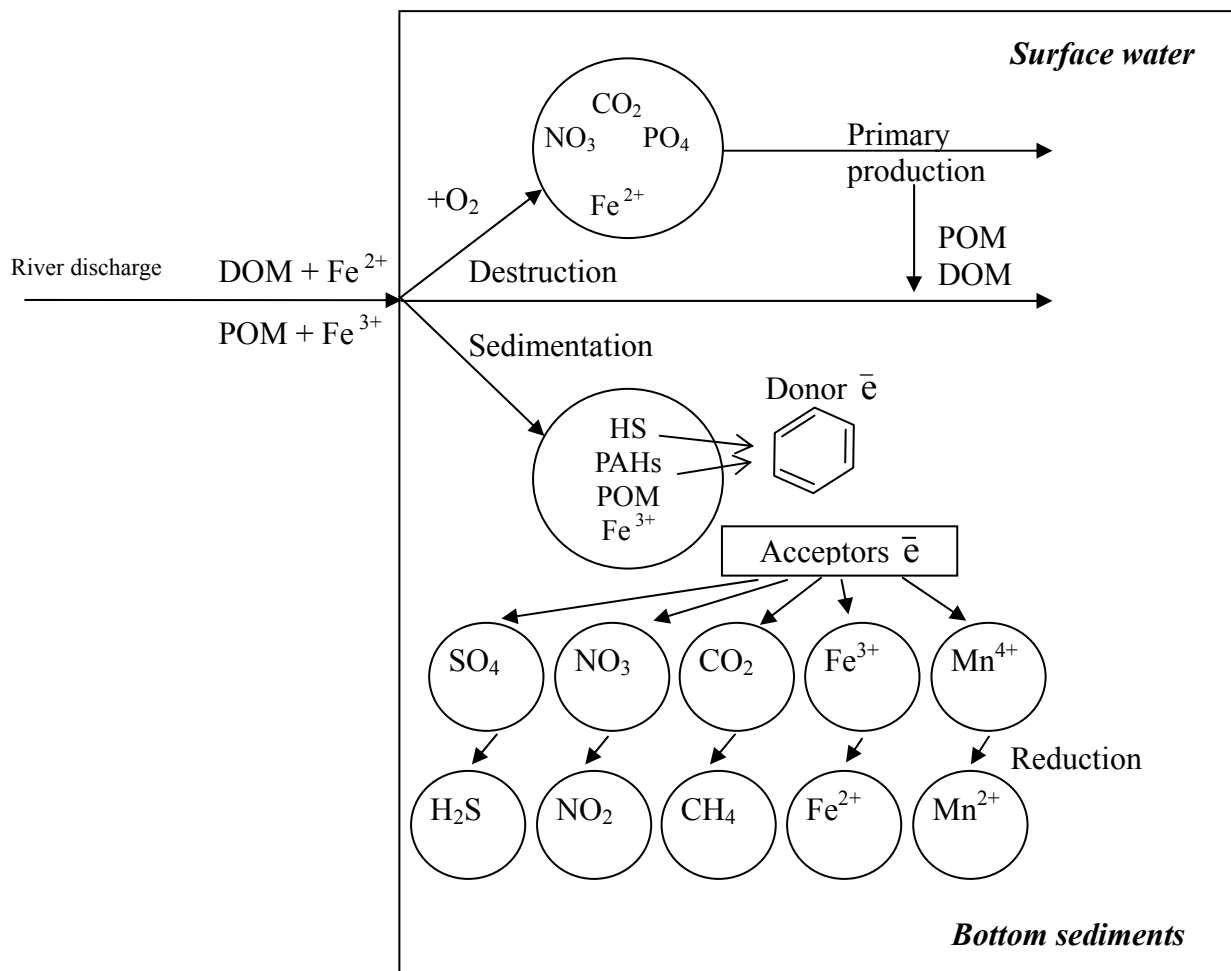 Surface water
CO₂
NO₃ PO₄
Fe²⁺
Primary
production
+O₂
POM
DOM
River discharge
DOM + Fe²⁺
Destruction
POM + Fe³⁺
Sedimentation
Donor e̅
HS
PAHs
POM
Fe³⁺
Acceptors e̅
SO₄ NO₃ CO₂ Fe³⁺ Mn⁴⁺
Reduction
H₂S NO₂ CH₄ Fe²⁺ Mn²⁺
Bottom sediments